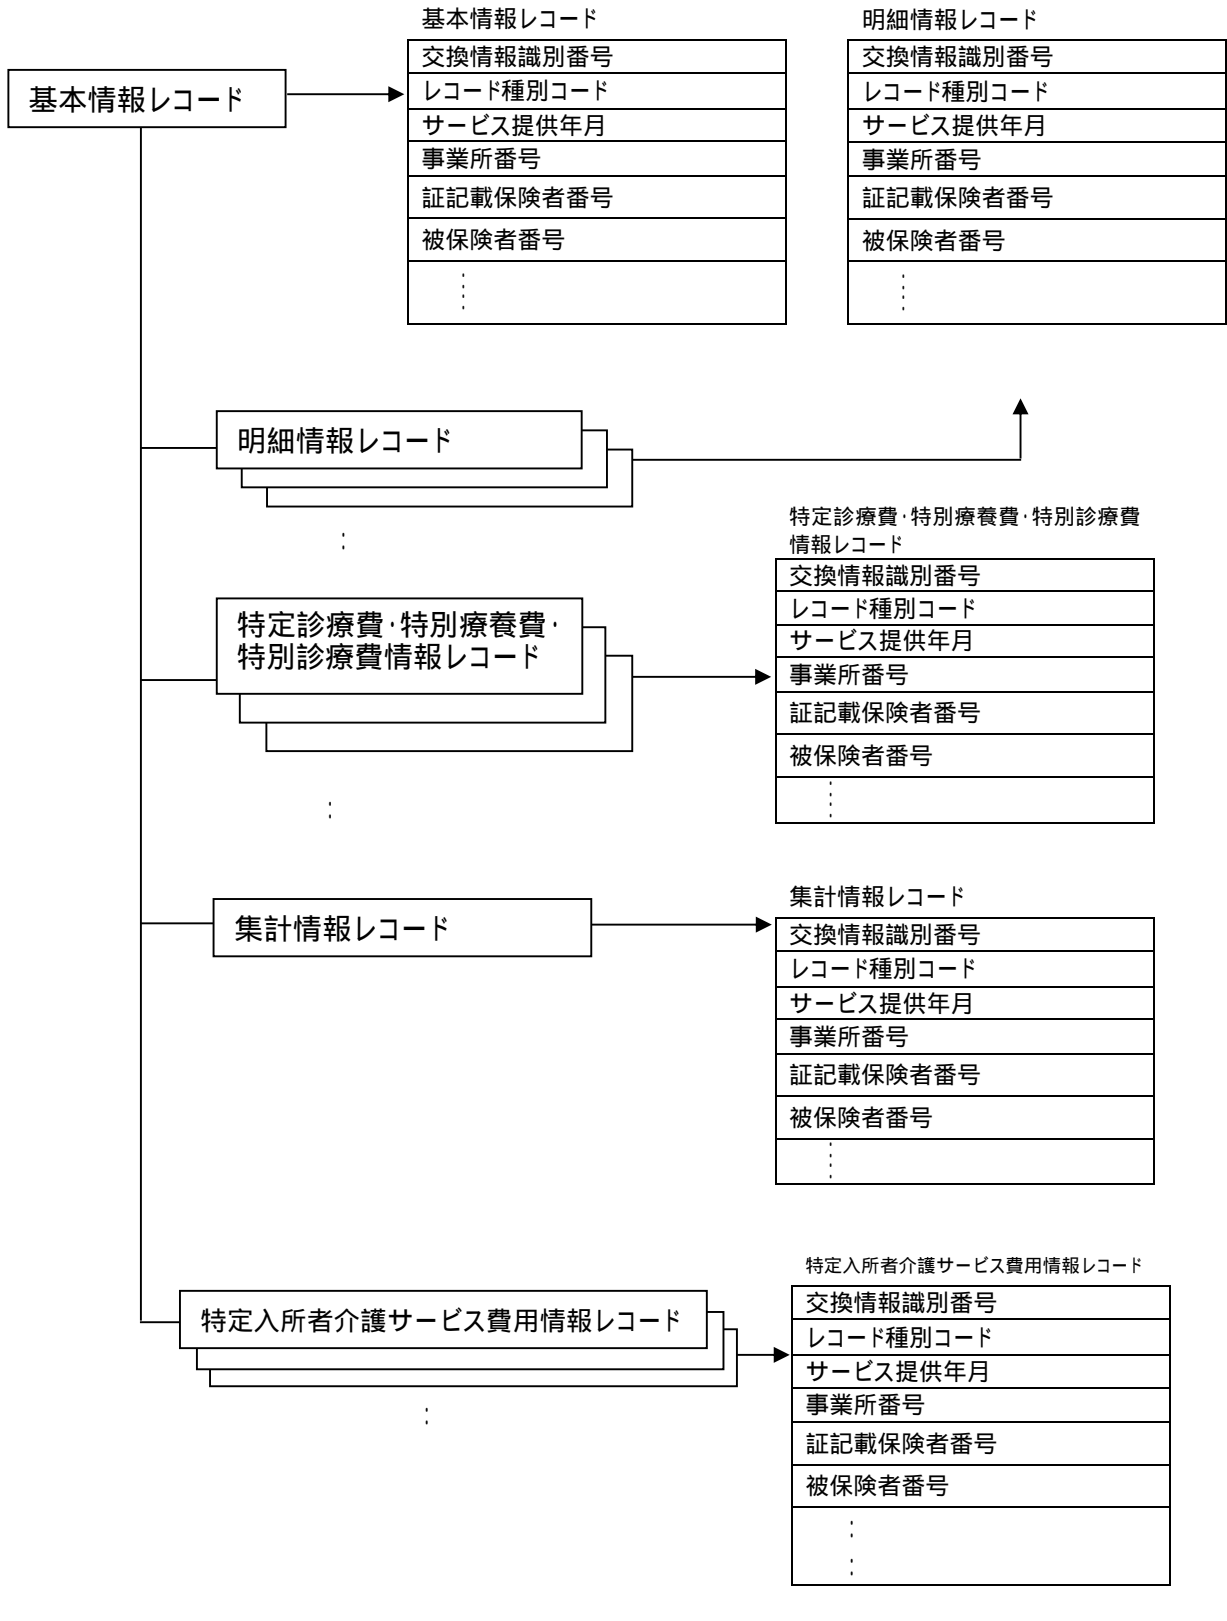 基本情報レコード
基本情報レコード
交換情報識別番号
レコード種別コード
サービス提供年月
事業所番号
証記載保険者番号
被保険者番号
明細情報レコード
交換情報識別番号
レコード種別コード
サービス提供年月
事業所番号
証記載保険者番号
被保険者番号
明細情報レコード
特定診療費・特別療養費・
特別診療費情報レコード
特定診療費・特別療養費・特別診療費
情報レコード
交換情報識別番号
レコード種別コード
サービス提供年月
事業所番号
証記載保険者番号
被保険者番号
集計情報レコード
集計情報レコード
交換情報識別番号
レコード種別コード
サービス提供年月
事業所番号
証記載保険者番号
被保険者番号
特定入所者介護サービス費用情報レコード
特定入所者介護サービス費用情報レコード
交換情報識別番号
レコード種別コード
サービス提供年月
事業所番号
証記載保険者番号
被保険者番号